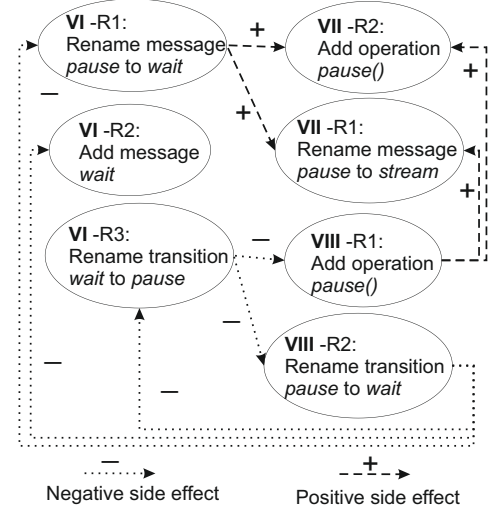 VI -R1:
Rename message
pause to wait
+
VII -R2:
Add operation
pause()
+
—
+
VI -R2:
Add message
wait
VII -R1:
Rename message
pause to stream
+
VI -R3:
Rename transition
wait to pause
—
VIII -R1:
Add operation
pause()
—
VIII -R2:
Rename transition
pause to wait
—
—
—
Negative side effect
+
Positive side effect